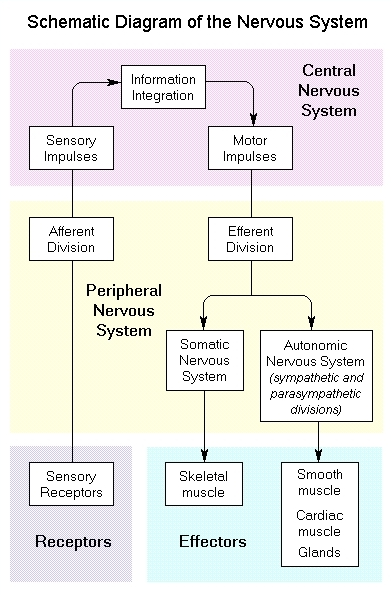 Schematic Diagram of the Nervous System
Information
Integration
Central
Nervous
System
Sensory
Impulses
Motor
Impulses
Afferent
Division
Efferent
Division
Peripheral
Nervous
System
Somatic
Nervous
System
Autonomic
Nervous System
(sympathetic and
parasympathetic
divisions)
Sensory
Receptors
Skeletal
muscle
Smooth
muscle
Cardiac
muscle
Glands
Receptors
Effectors